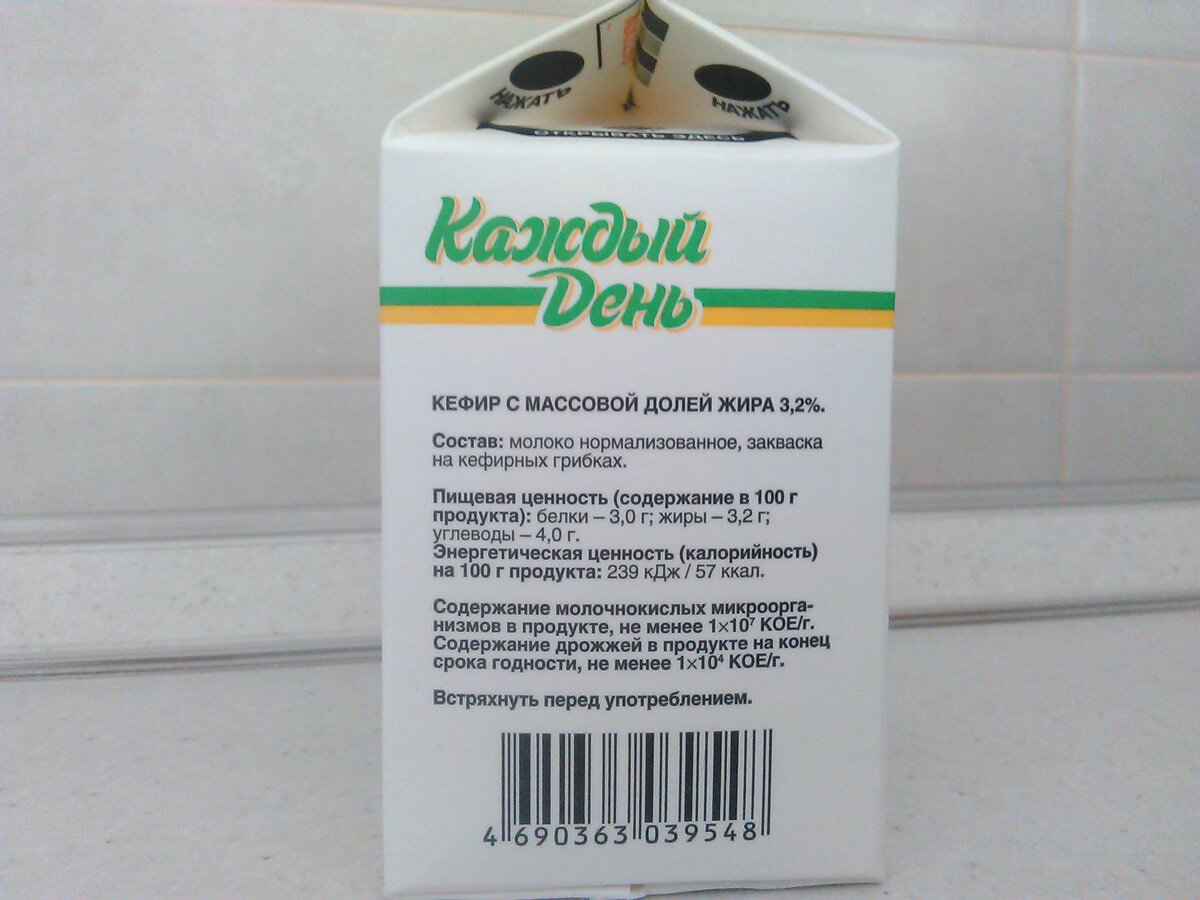 НАЖАТЬ
НАЖАТЬ
ОТКРЫВАТЬ ЗДЕСЬ
Каждый
День
КЕФИР С МАССОВОЙ ДОЛЕЙ ЖИРА 3,2%.
Состав: молоко нормализованное, закваска
на кефирных грибках.
Пищевая ценность (содержание в 100 г
продукта): белки – 3,0 г; жиры – 3,2 г;
углеводы – 4,0 г.
Энергетическая ценность (калорийность)
на 100 г продукта: 239 кДж / 57 ккал.
Содержание молочнокислых микроорга-
низмов в продукте, не менее 1×10⁷ КОЕ/г.
Содержание дрожжей в продукте на конец
срока годности, не менее 1×10⁴ КОЕ/г.
Встряхнуть перед употреблением.
4 690363 039548